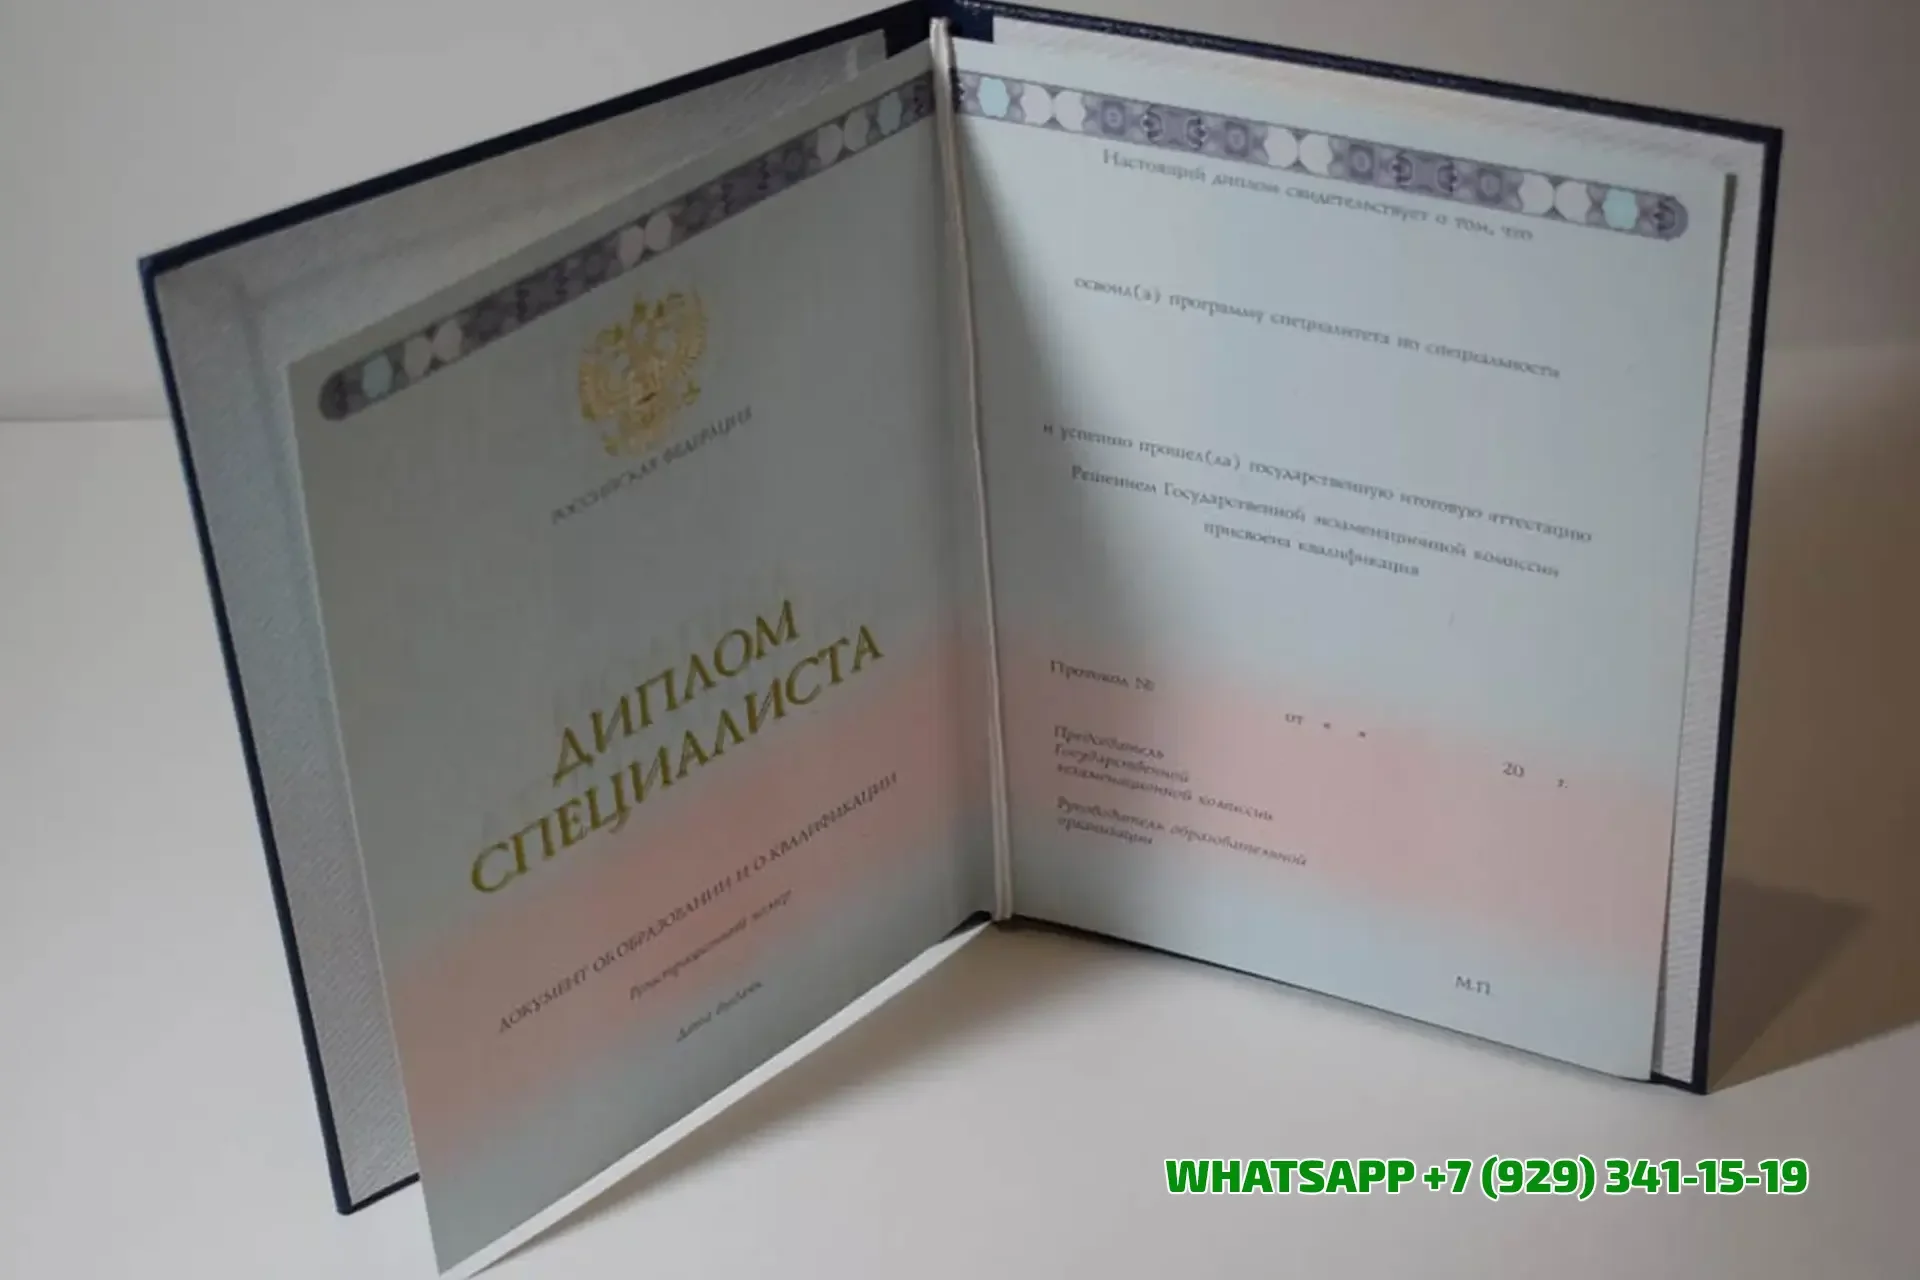 РОССИЙСКАЯ ФЕДЕРАЦИЯ
ДИПЛОМ
СПЕЦИАЛИСТА
ДОКУМЕНТ ОБ ОБРАЗОВАНИИ И О КВАЛИФИКАЦИИ
Регистрационный номер
Дата выдачи
Настоящий диплом свидетельствует о том, что
освоил(а) программу специалитета по специальности
и успешно прошел(ла) государственную итоговую аттестацию
Решением Государственной экзаменационной комиссии
присвоена квалификация
Протокол №
от « » 20 г.
Председатель
Государственной
экзаменационной комиссии
Руководитель образовательной
организации
М.П.
WHATSAPP +7 (929) 341-15-19